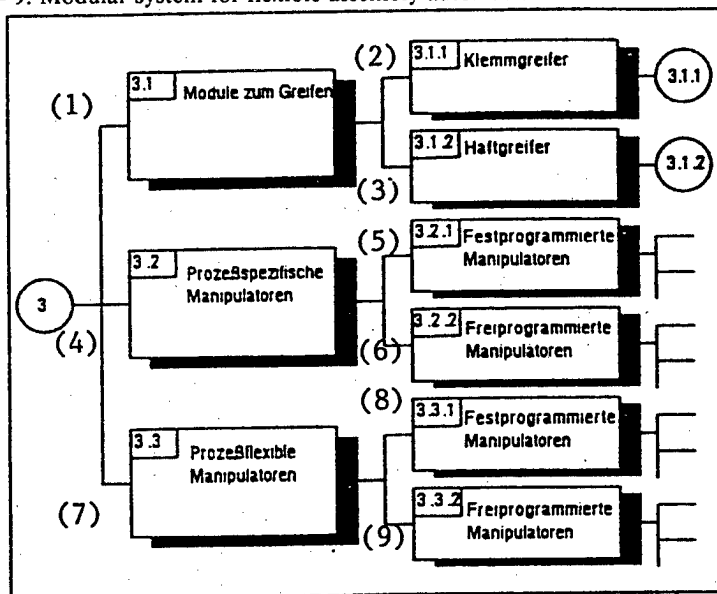 9. Modular system for flexible assembly
(1)
3.1 Module zum Greifen
(2)
3.1.1 Klemmgreifer
3.1.1
3.1.2 Haftgreifer
3.1.2
(3)
3
(4)
3.2 Prozeßspezifische
Manipulatoren
(5)
3.2.1 Festprogrammierte
Manipulatoren
(6)
3.2.2 Freiprogrammierte
Manipulatoren
(7)
3.3 Prozeßflexible
Manipulatoren
(8)
3.3.1 Festprogrammierte
Manipulatoren
(9)
3.3.2 Freiprogrammierte
Manipulatoren